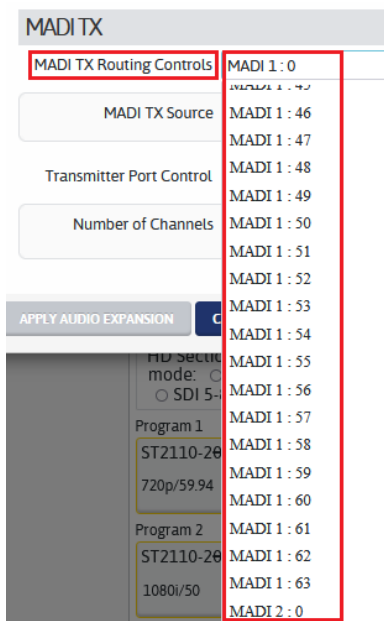 MADI TX
MADI TX Routing Controls
MADI 1 : 0
MADI 1 : 45
MADI TX Source
MADI 1 : 46
MADI 1 : 47
Transmitter Port Control
MADI 1 : 48
MADI 1 : 49
Number of Channels
MADI 1 : 50
MADI 1 : 51
MADI 1 : 52
MADI 1 : 53
APPLY AUDIO EXPANSION
C
MADI 1 : 54
HD Sectio
MADI 1 : 55
mode:
MADI 1 : 56
SDI 5-
MADI 1 : 57
Program 1
MADI 1 : 58
ST2110-20
MADI 1 : 59
720p/59.94
MADI 1 : 60
Program 2
MADI 1 : 61
ST2110-20
MADI 1 : 62
1080i/50
MADI 1 : 63
MADI 2 : 0